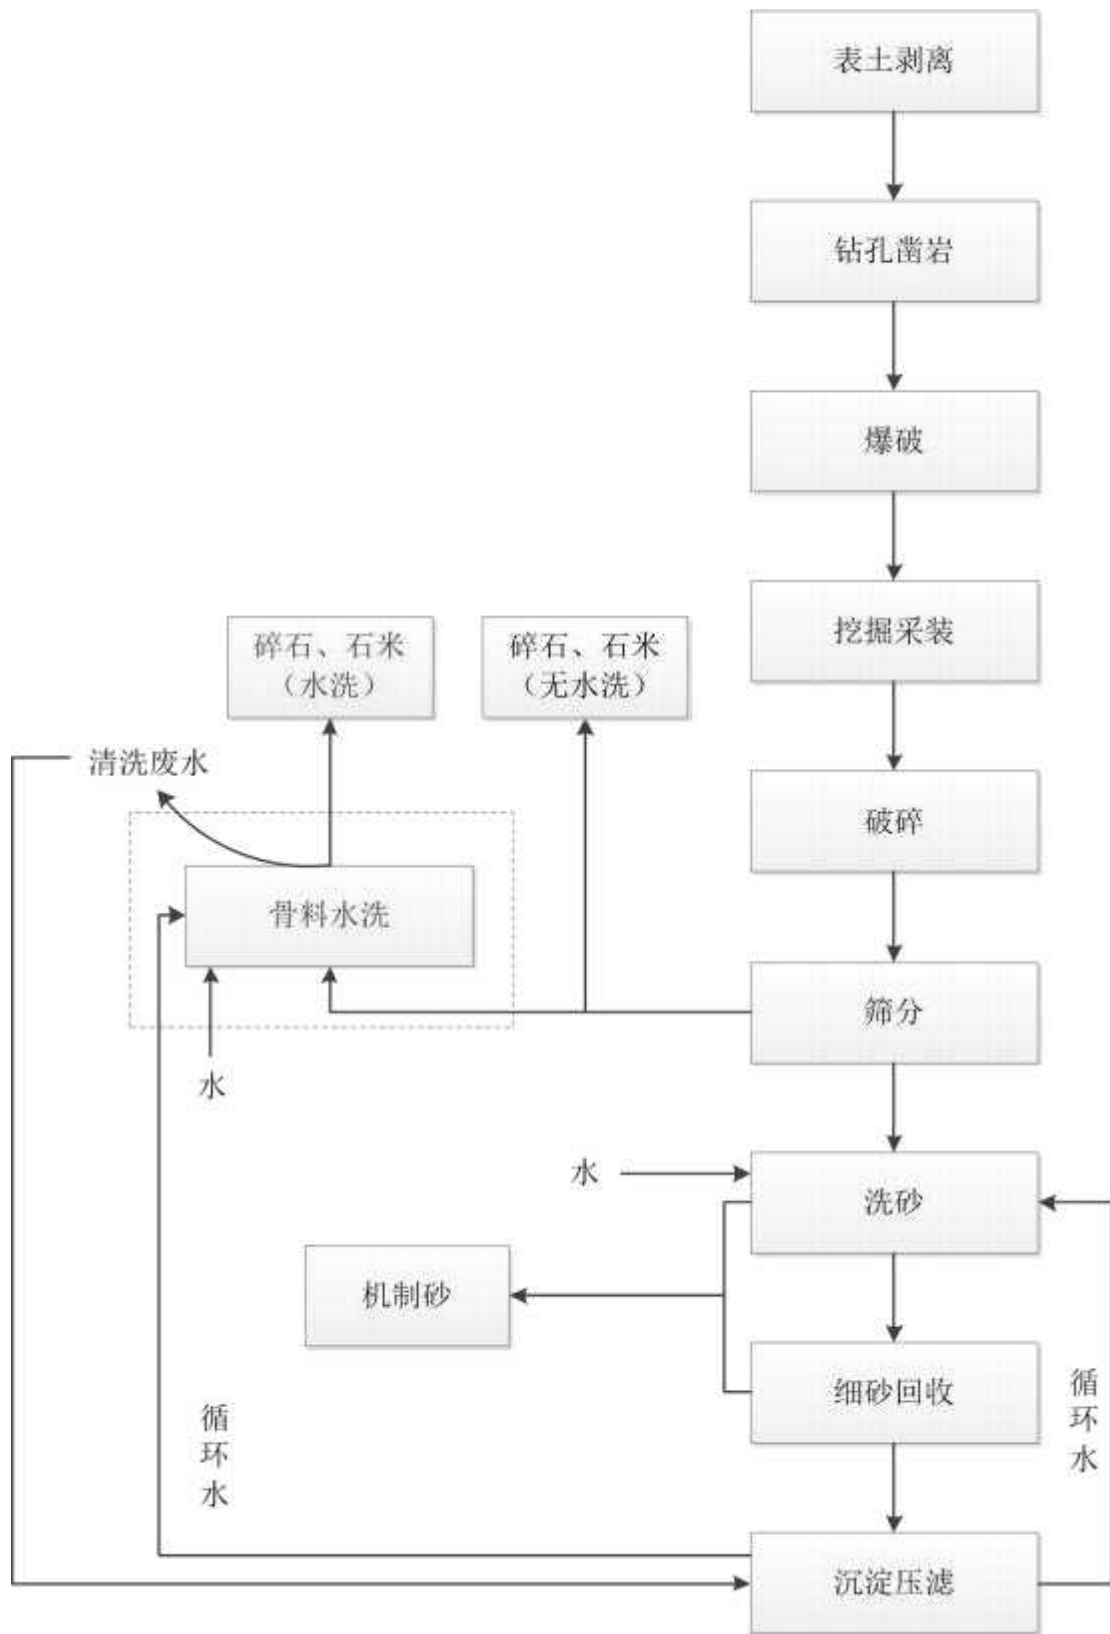 表土剥离
钻孔凿岩
爆破
挖掘采装
碎石、石米
（水洗）
碎石、石米
（无水洗）
清洗废水
破碎
骨料水洗
筛分
水
水
洗砂
机制砂
细砂回收
循环水
循环水
沉淀压滤